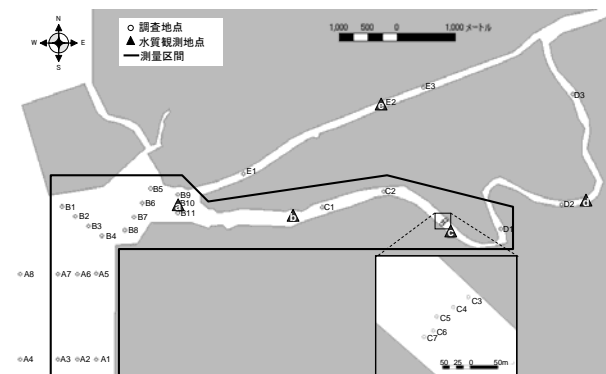 N
W E
S
調査地点
水質観測地点
測量区間
1,000 500 0 1,000 メートル
E3
e E2
D3
E1
B5
B9
B1 B6 a B10
B2 B7 B11
B3 B8
B4
C2
C1
b
c
D1
D2 d
A8 A7 A6 A5
C3
C4
C5
C6
C7
A4 A3 A2 A1
50 25 0 50m